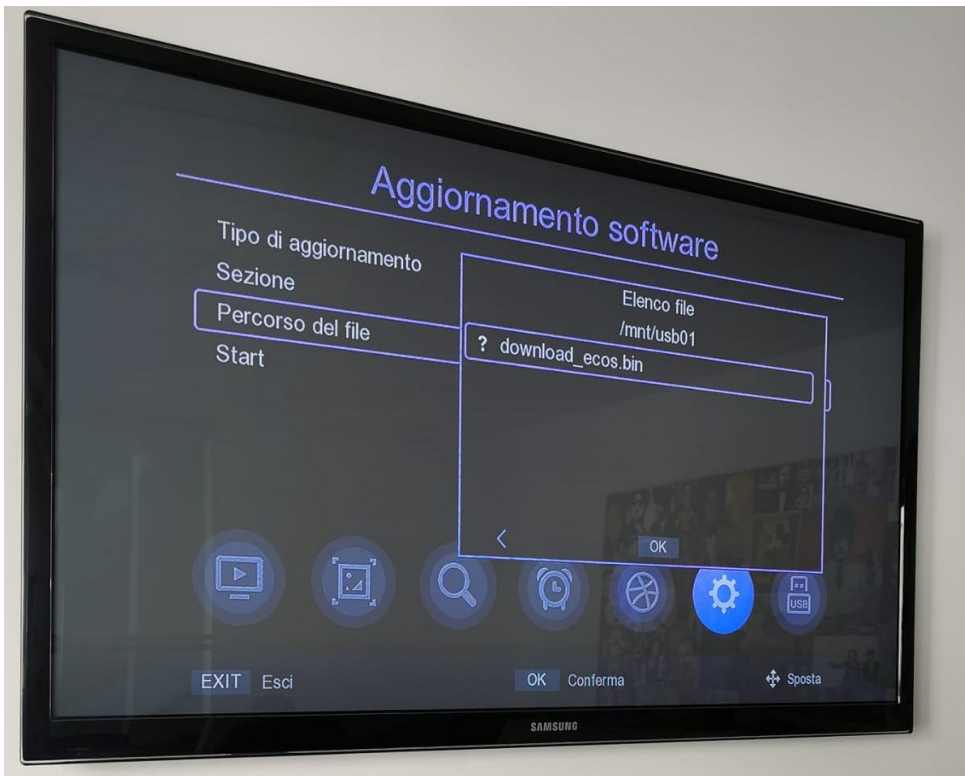 Aggiornamento software
Tipo di aggiornamento
Sezione
Percorso del file
Start
Elenco file
/mnt/usb01
? download_ecos.bin
OK
USB
EXIT Esci
OK Conferma
Sposta
SAMSUNG